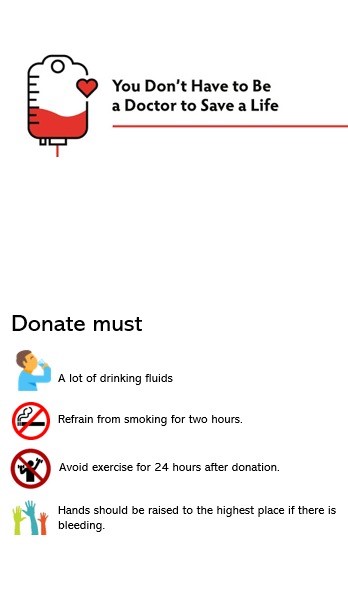 You Don't Have to Be
a Doctor to Save a Life
Donate must
A lot of drinking fluids
Refrain from smoking for two hours.
Avoid exercise for 24 hours after donation.
Hands should be raised to the highest place if there is
bleeding.